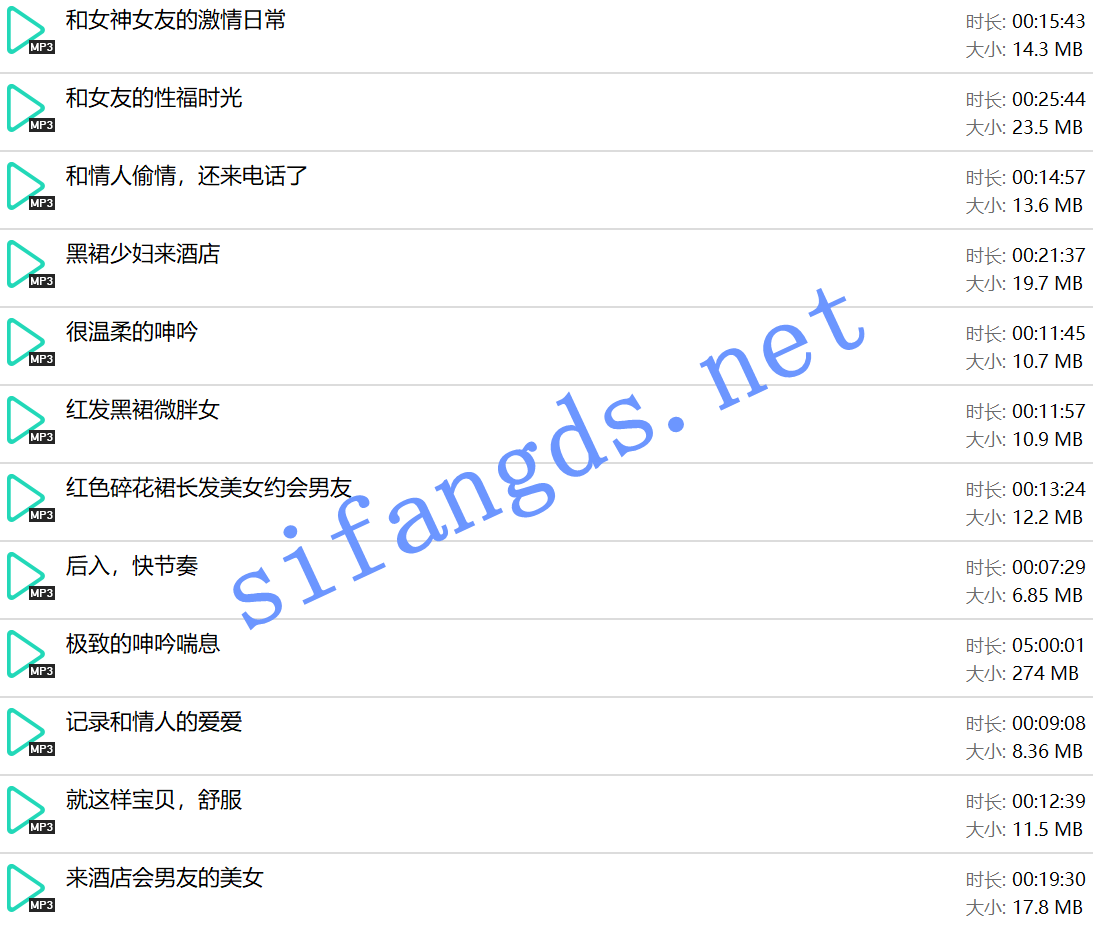 和女神女友的激情日常
时长: 00:15:43
MP3
大小: 14.3 MB
和女友的性福时光
时长: 00:25:44
MP3
大小: 23.5 MB
和情人偷情，还来电话了
时长: 00:14:57
MP3
大小: 13.6 MB
黑裙少妇来酒店
时长: 00:21:37
MP3
大小: 19.7 MB
很温柔的呻吟
时长: 00:11:45
MP3
大小: 10.7 MB
红发黑裙微胖女
时长: 00:11:57
MP3
大小: 10.9 MB
红色碎花裙长发美女约会男友
时长: 00:13:24
MP3
大小: 12.2 MB
后入，快节奏
时长: 00:07:29
MP3
大小: 6.85 MB
极致的呻吟喘息
时长: 05:00:01
MP3
大小: 274 MB
记录和情人的爱爱
时长: 00:09:08
MP3
大小: 8.36 MB
就这样宝贝，舒服
时长: 00:12:39
MP3
大小: 11.5 MB
来酒店会男友的美女
时长: 00:19:30
MP3
大小: 17.8 MB
sifangds.net